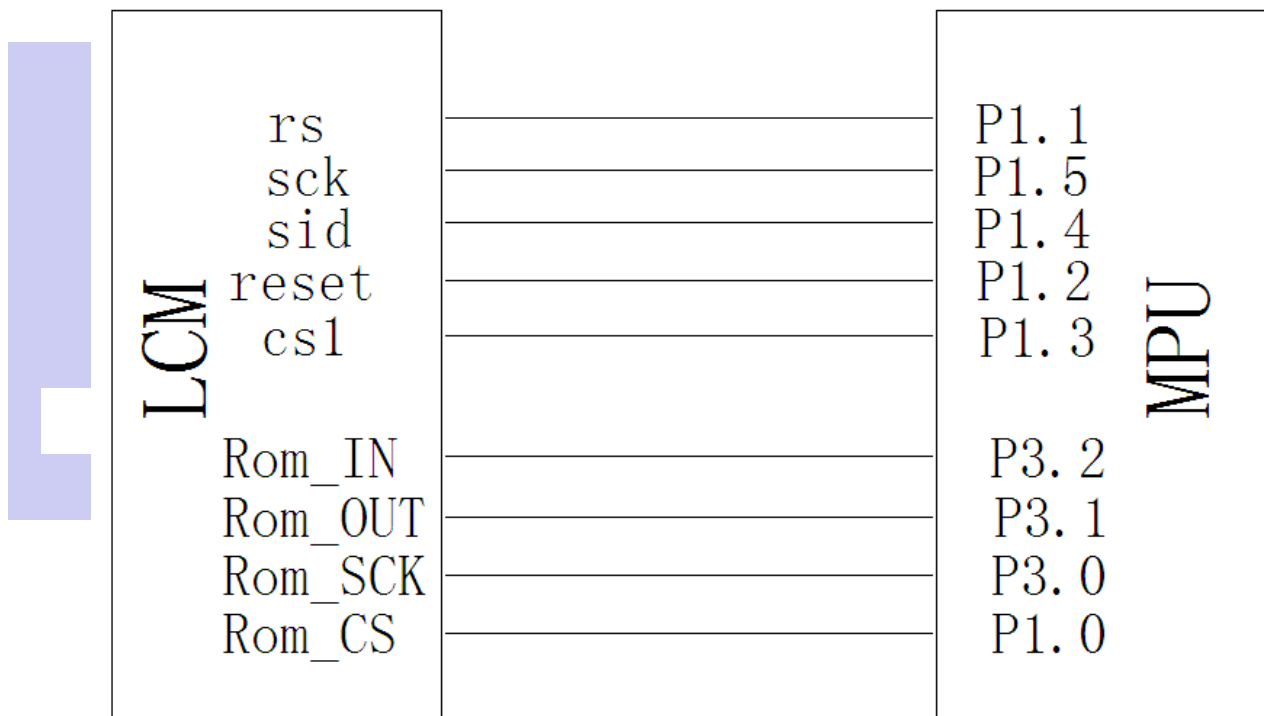 rs P1.1
sck P1.5
sid P1.4
reset P1.2
cs1 P1.3
LCM
MPU
Rom_IN P3.2
Rom_OUT P3.1
Rom_SCK P3.0
Rom_CS P1.0